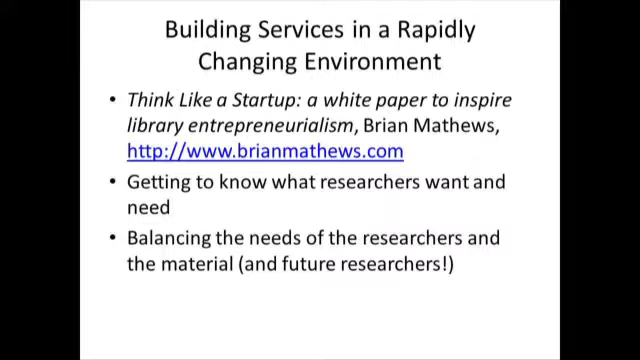 Building Services in a Rapidly
Changing Environment
• Think Like a Startup: a white paper to inspire
library entrepreneurialism, Brian Mathews,
http://www.brianmathews.com
• Getting to know what researchers want and
need
• Balancing the needs of the researchers and
the material (and future researchers!)